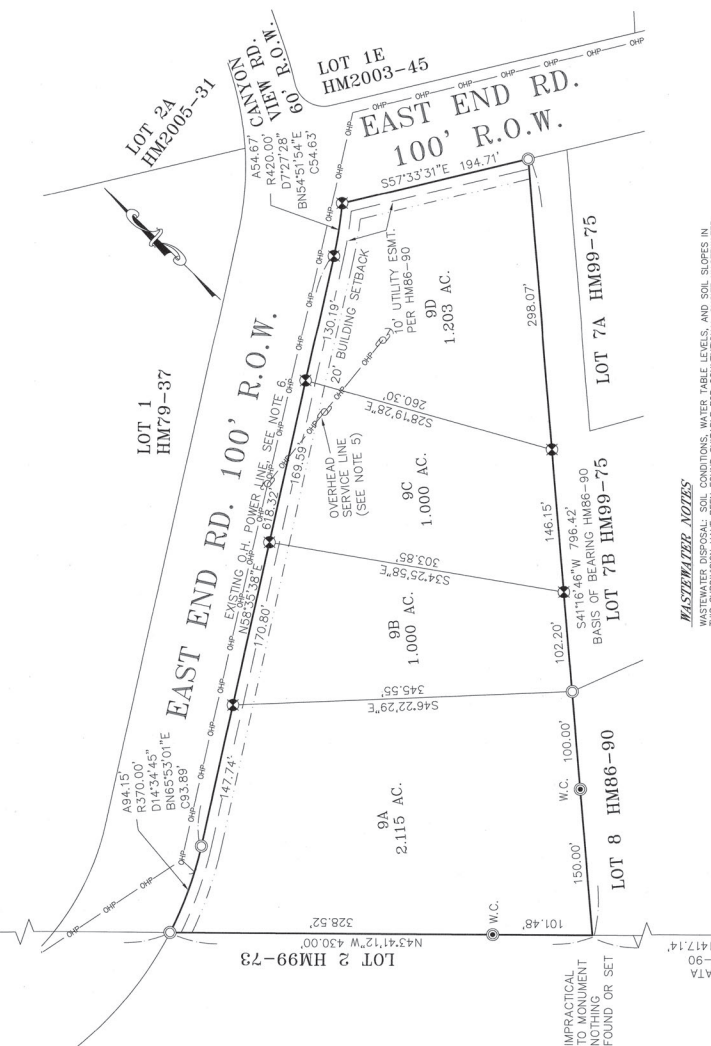 LOT 2A
HM2005-31
CANYON
VIEW RD.
60' R.O.W.
LOT 1E
HM2003-45
OHP
OHP
OHP
OHP
OHP
OHP
OHP
EAST END RD.
100' R.O.W.
A54.67'
R420.00'
D7°27'28"
BN54°51'54"E
C54.63'
S57°33'31"E 194.71'
LOT 1
HM79-37
EAST END RD. 100' R.O.W.
EXISTING O.H. POWER LINE SEE NOTE 6
N58°35'38"E 618.32'
130.19'
169.59'
170.80'
147.74'
20' BUILDING SETBACK
10' UTILITY ESMT.
PER HM86-90
OVERHEAD
SERVICE LINE
(SEE NOTE 5)
9D
1.203 AC.
9C
1.000 AC.
9B
1.000 AC.
9A
2.115 AC.
S28°19'28"E
260.30'
S34°25'58"E
303.85'
S46°22'29"E
345.55'
298.07'
146.15'
102.20'
100.00'
150.00'
S41°16'46"W 796.42'
BASIS OF BEARING HM86-90
LOT 7A HM99-75
LOT 7B HM99-75
LOT 8 HM86-90
W.C.
W.C.
A94.15'
R370.00'
D14°34'45"
BN65°53'01"E
C93.89'
328.52'
101.48'
N43°41'12"W 430.00'
LOT 2 HM99-73
IMPRACTICAL
TO MONUMENT
NOTHING
FOUND OR SET
1417.14'
WASTEWATER NOTES
WASTEWATER DISPOSAL: SOIL CONDITIONS, WATER TABLE LEVELS, AND SOIL SLOPES IN